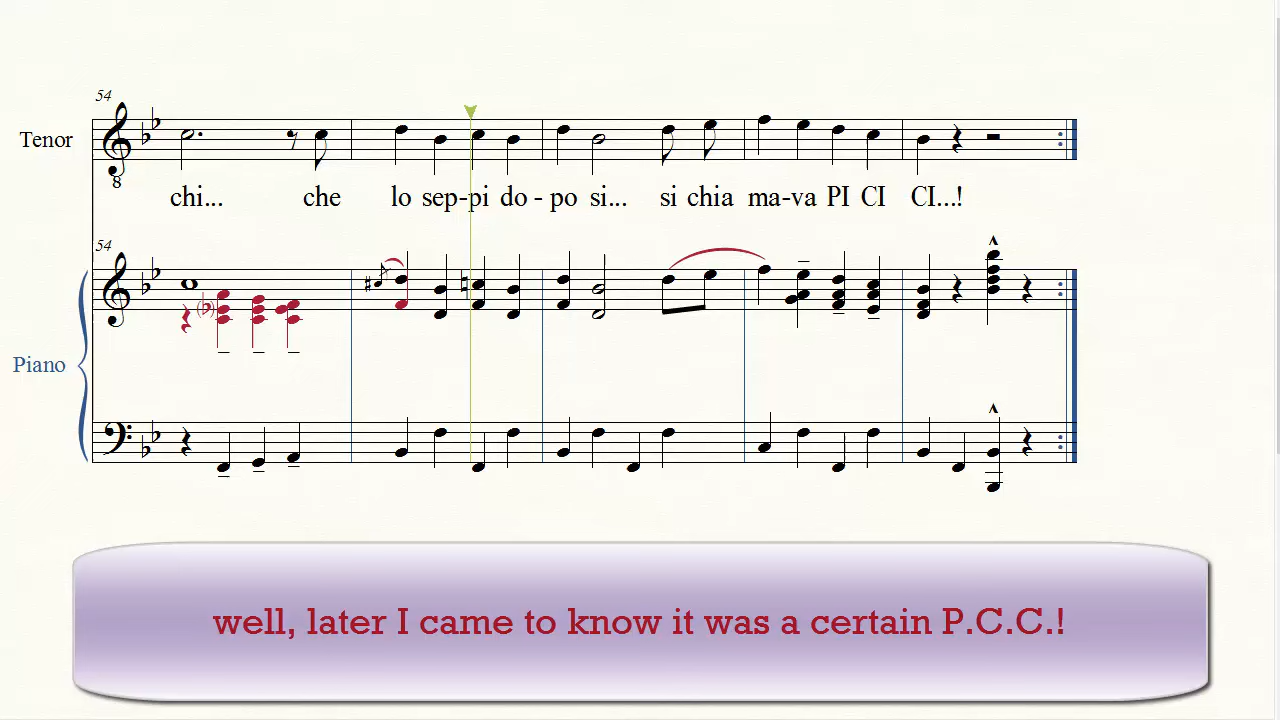 54
Tenor
8
chi... che lo sep-pi do - po si... si chia ma-va PI CI CI...!
54
Piano
well, later I came to know it was a certain P.C.C.!